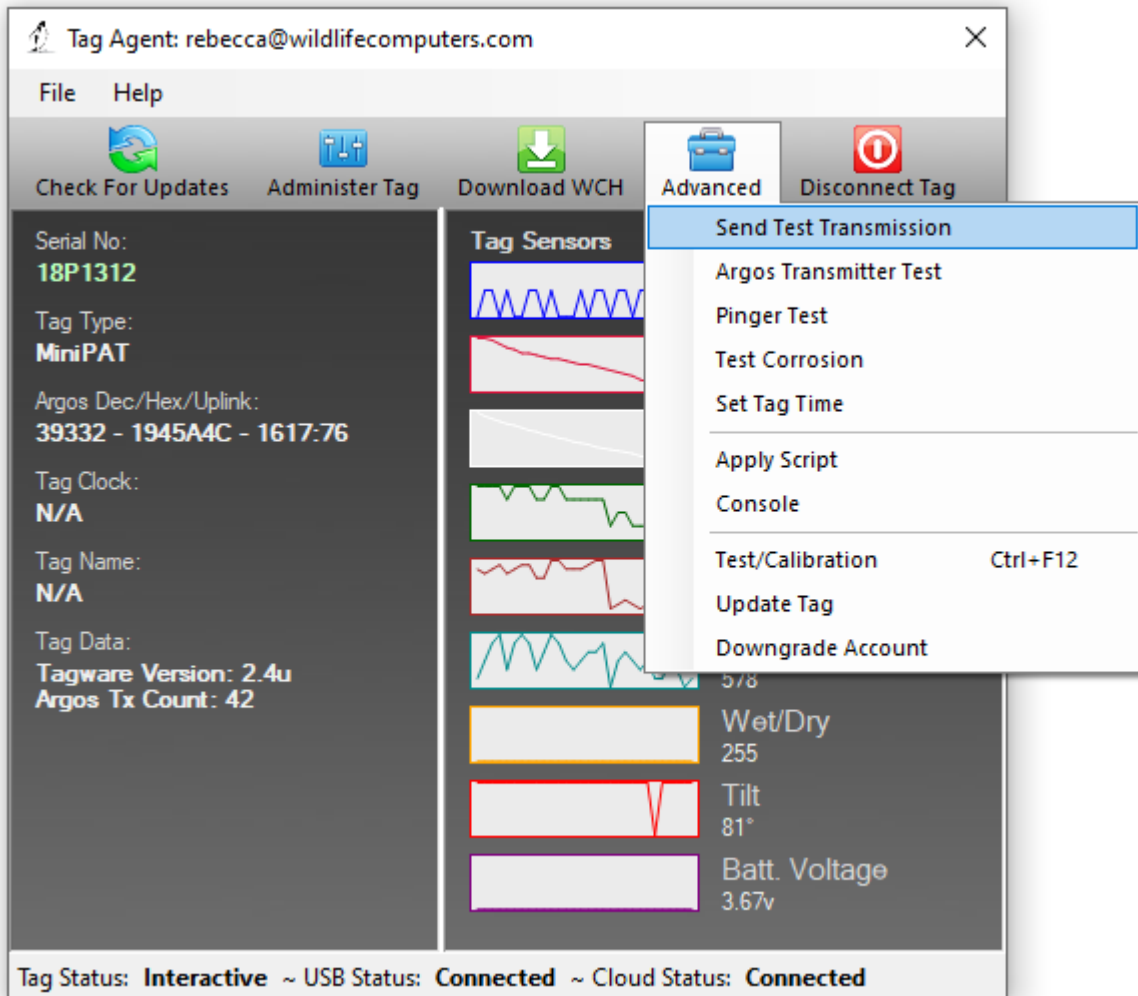 Tag Agent: rebecca@wildlifecomputers.com
File Help
Check For Updates Administer Tag Download WCH Advanced Disconnect Tag
Serial No:
18P1312
Tag Type:
MiniPAT
Argos Dec/Hex/Uplink:
39332 - 1945A4C - 1617:76
Tag Clock:
N/A
Tag Name:
N/A
Tag Data:
Tagware Version: 2.4u
Argos Tx Count: 42
Tag Sensors
Send Test Transmission
Argos Transmitter Test
Pinger Test
Test Corrosion
Set Tag Time
Apply Script
Console
Test/Calibration Ctrl+F12
Update Tag
Downgrade Account
578
Wet/Dry
255
Tilt
81°
Batt. Voltage
3.67v
Tag Status: Interactive ~ USB Status: Connected ~ Cloud Status: Connected